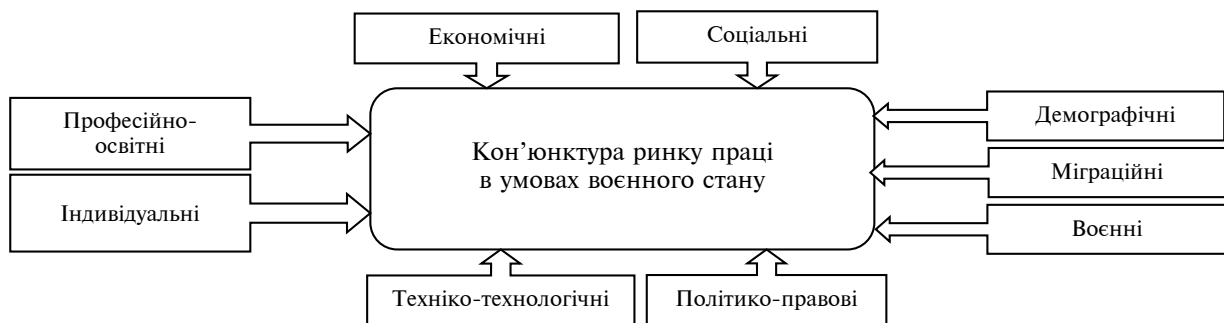 Економічні
Соціальні
Професійно-
освітні
Демографічні
Кон’юнктура ринку праці
в умовах воєнного стану
Міграційні
Індивідуальні
Воєнні
Техніко-технологічні
Політико-правові